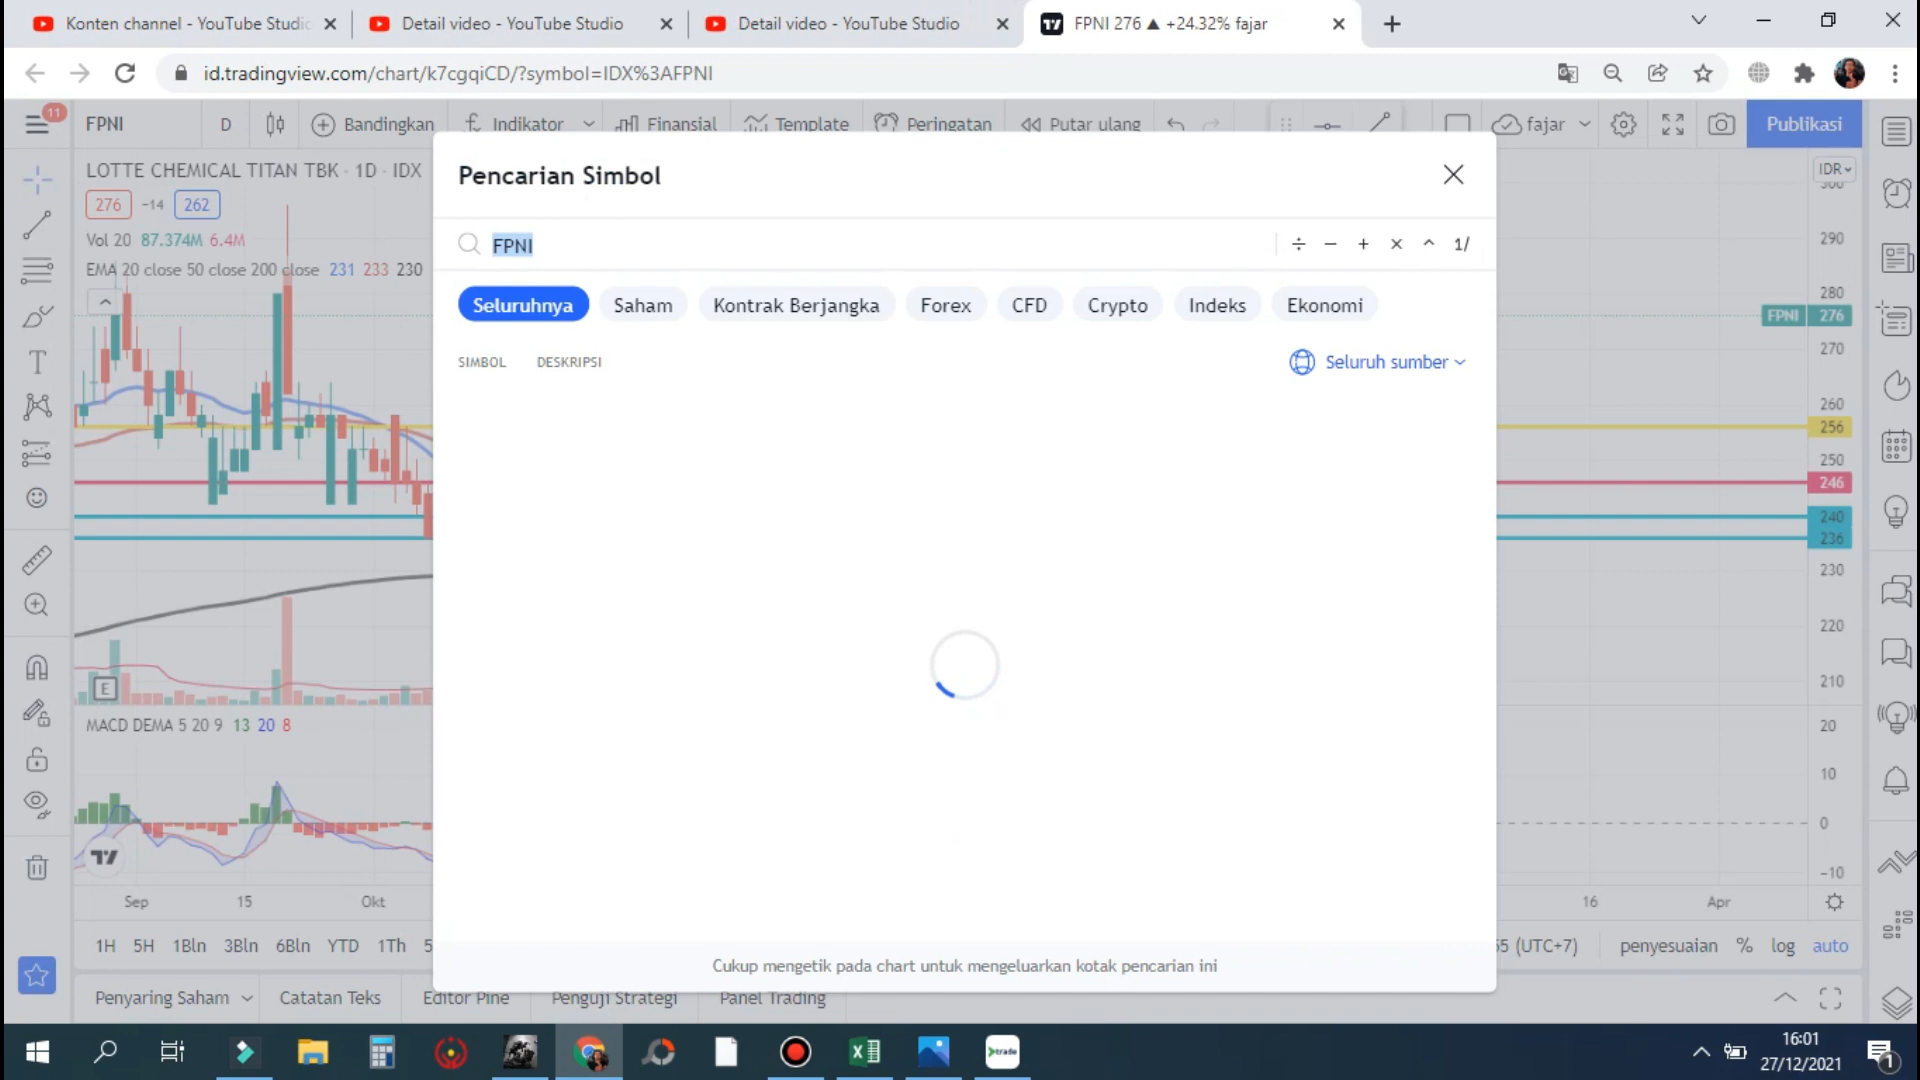 Konten channel - YouTube Studio
Detail video - YouTube Studio
Detail video - YouTube Studio
FPNI 276 ▲ +24.32% fajar
id.tradingview.com/chart/k7cgqiCD/?symbol=IDX%3AFPNI
11
FPNI
D
Bandingkan
Indikator
Finansial
Template
Peringatan
Putar ulang
fajar
Publikasi
LOTTE CHEMICAL TITAN TBK · 1D · IDX
276 -14 262
Vol 20 87.374M 6.4M
EMA 20 close 50 close 200 close 231 233 230
Pencarian Simbol
FPNI
÷ − + × ^ 1/
Seluruhnya
Saham
Kontrak Berjangka
Forex
CFD
Crypto
Indeks
Ekonomi
SIMBOL
DESKRIPSI
Seluruh sumber
Cukup mengetik pada chart untuk mengeluarkan kotak pencarian ini
IDR
300
290
280
FPNI 276
270
260
256
250
246
240
236
230
220
210
20
10
0
-10
E
MACD DEMA 5 20 9 13 20 8
Sep
15
Okt
16
Apr
1H 5H 1Bln 3Bln 6Bln YTD 1Th 5
55 (UTC+7)
penyesuaian % log auto
Penyaring Saham
Catatan Teks
Editor Pine
Penguji Strategi
Panel Trading
trade
16:01
27/12/2021
1